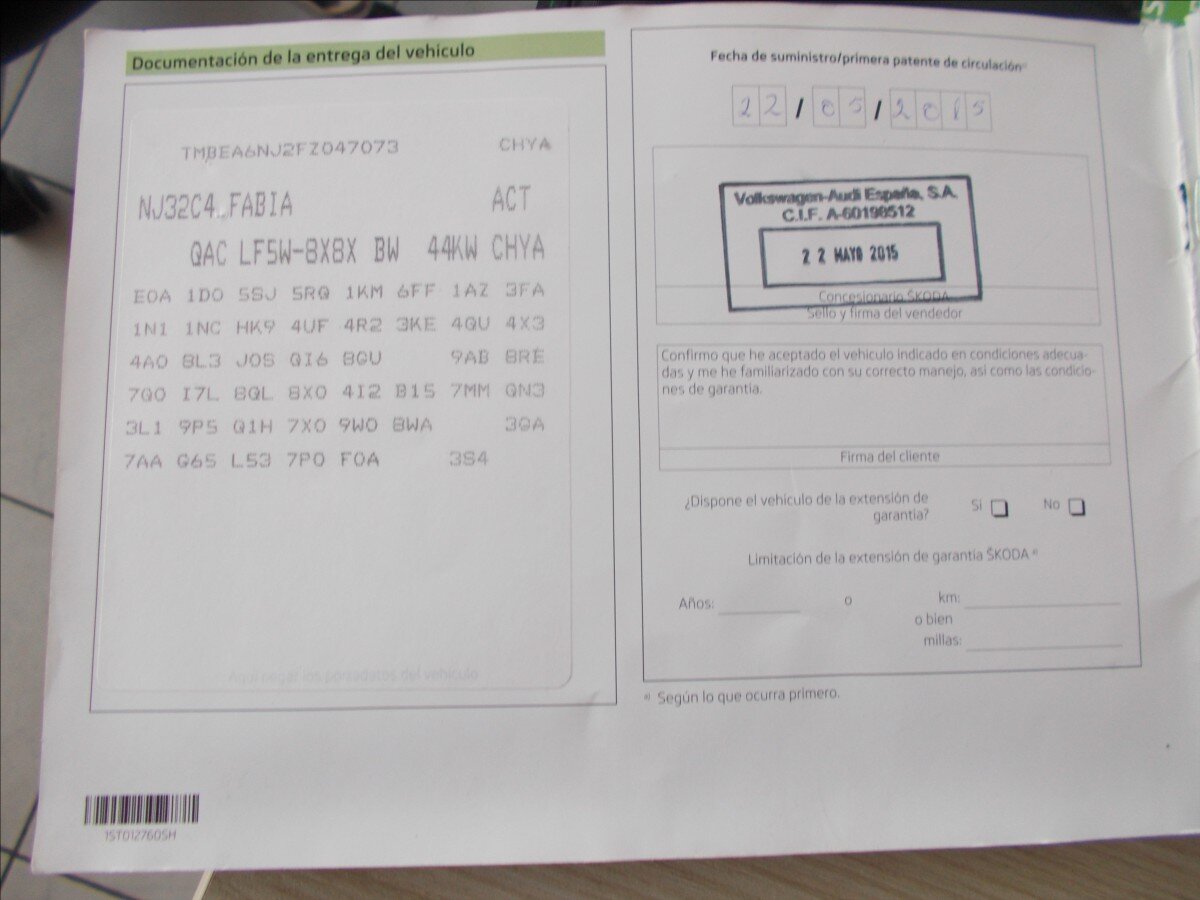 Documentación de la entrega del vehículo
TMBEA6NJ2FZ047073 CHYA
NJ32C4 FABIA ACT
QAC LF5W-8X8X BW 44KW CHYA
E0A 1D0 5SJ 5RQ 1KM 6FF 1AZ 3FA
1N1 1NC HK9 4UF 4R2 3KE 4QU 4X3
4A0 8L3 J0S QI6 8GU 9AB 8RE
7Q0 I7L 8QL 8X0 4I2 B15 7MM QN3
3L1 9P5 Q1H 7X0 9W0 8WA 3QA
7AA G6S L53 7P0 F0A 3S4
Aquí pegar los portadatos del vehículo
1ST012760SH
Fecha de suministro/primera patente de circulación
22/05/2015
Volkswagen-Audi España, S.A.
C.I.F. A-60198512
22 MAYO 2015
Concesionario ŠKODA
Sello y firma del vendedor
Confirmo que he aceptado el vehículo indicado en condiciones adecua-
das y me he familiarizado con su correcto manejo, así como las condicio-
nes de garantía.
Firma del cliente
¿Dispone el vehículo de la extensión de
garantía? Sí No
Limitación de la extensión de garantía ŠKODA a)
Años: o km:
o bien
millas:
a) Según lo que ocurra primero.